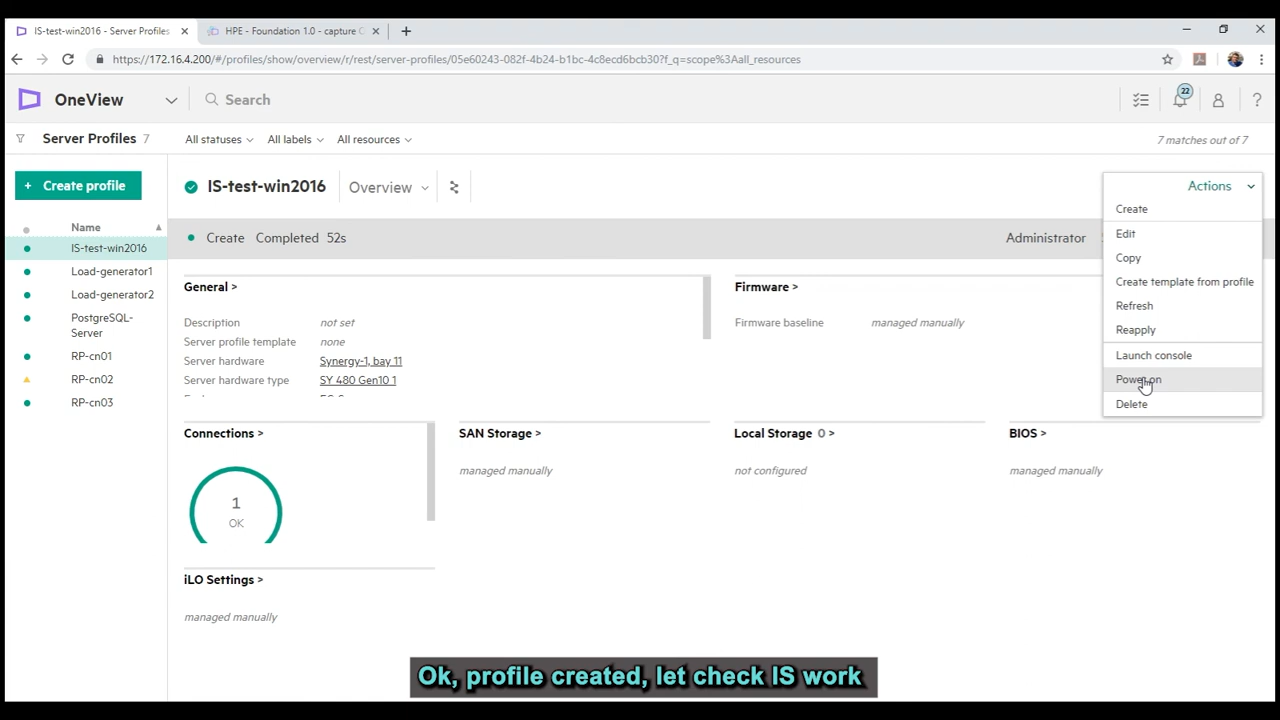 IS-test-win2016 - Server Profiles
HPE - Foundation 1.0 - capture C
https://172.16.4.200/#/profiles/show/overview/r/rest/server-profiles/05e60243-082f-4b24-b1bc-4c8ecd6bcb30?f_q=scope%3Aall_resources
OneView
Search
22
?
Server Profiles 7
All statuses
All labels
All resources
7 matches out of 7
+ Create profile
Name
IS-test-win2016
Load-generator1
Load-generator2
PostgreSQL-
Server
RP-cn01
RP-cn02
RP-cn03
IS-test-win2016
Overview
Create Completed 52s
Administrator
Actions
Create
Edit
Copy
Create template from profile
Refresh
Reapply
Launch console
Power on
Delete
General >
Description not set
Server profile template none
Server hardware Synergy-1, bay 11
Server hardware type SY 480 Gen10 1
Firmware >
Firmware baseline managed manually
Connections >
1
OK
SAN Storage >
managed manually
Local Storage 0 >
not configured
BIOS >
managed manually
iLO Settings >
managed manually
Ok, profile created, let check IS work